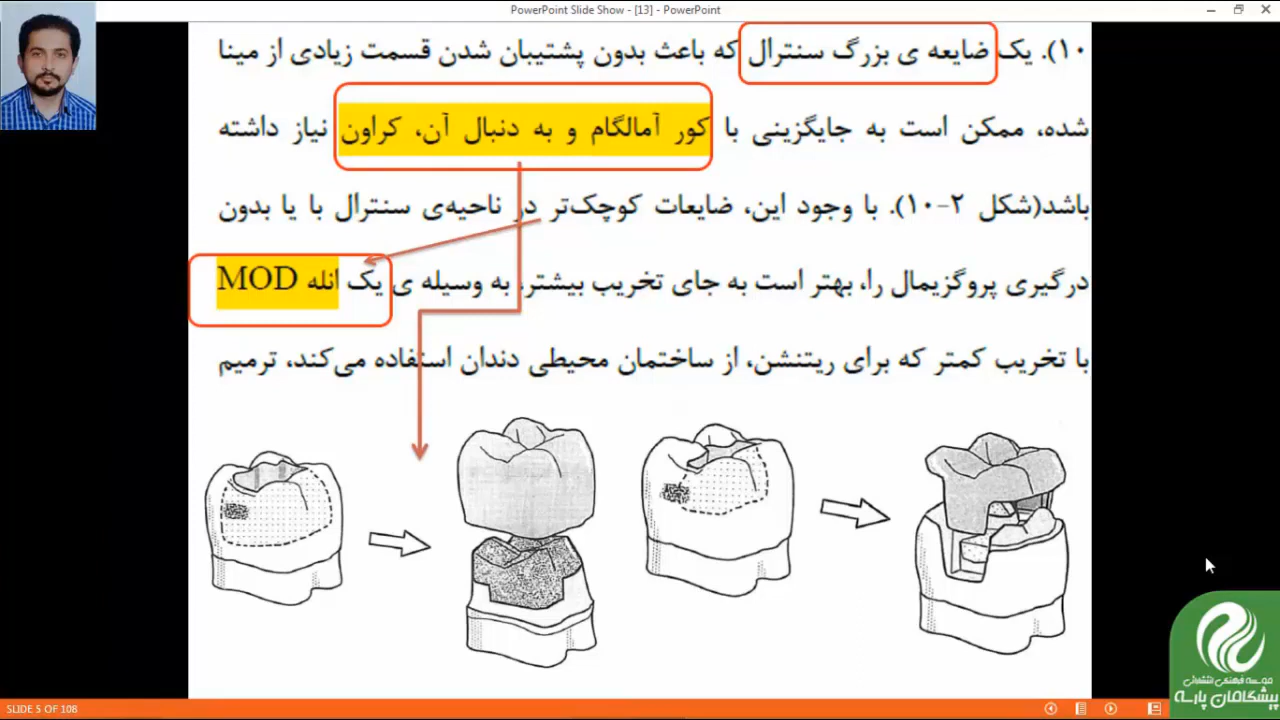 PowerPoint Slide Show - [13] - PowerPoint
۱۰). یک ضایعه ی بزرگ سنترال که باعث بدون پشتیبان شدن قسمت زیادی از مینا
شده، ممکن است به جایگزینی با کور آمالگام و به دنبال آن، کراون نیاز داشته
باشد(شکل ۲-۱۰). با وجود این، ضایعات کوچک‌تر در ناحیه‌ی سنترال با یا بدون
درگیری پروگزیمال را، بهتر است به جای تخریب بیشتر، به وسیله ی یک انله MOD
با تخریب کمتر که برای ریتنشن، از ساختمان محیطی دندان استفاده می‌کند، ترمیم
موسسه فرهنگی انتشاراتی
پیشگامان پارسه
SLIDE 5 OF 108